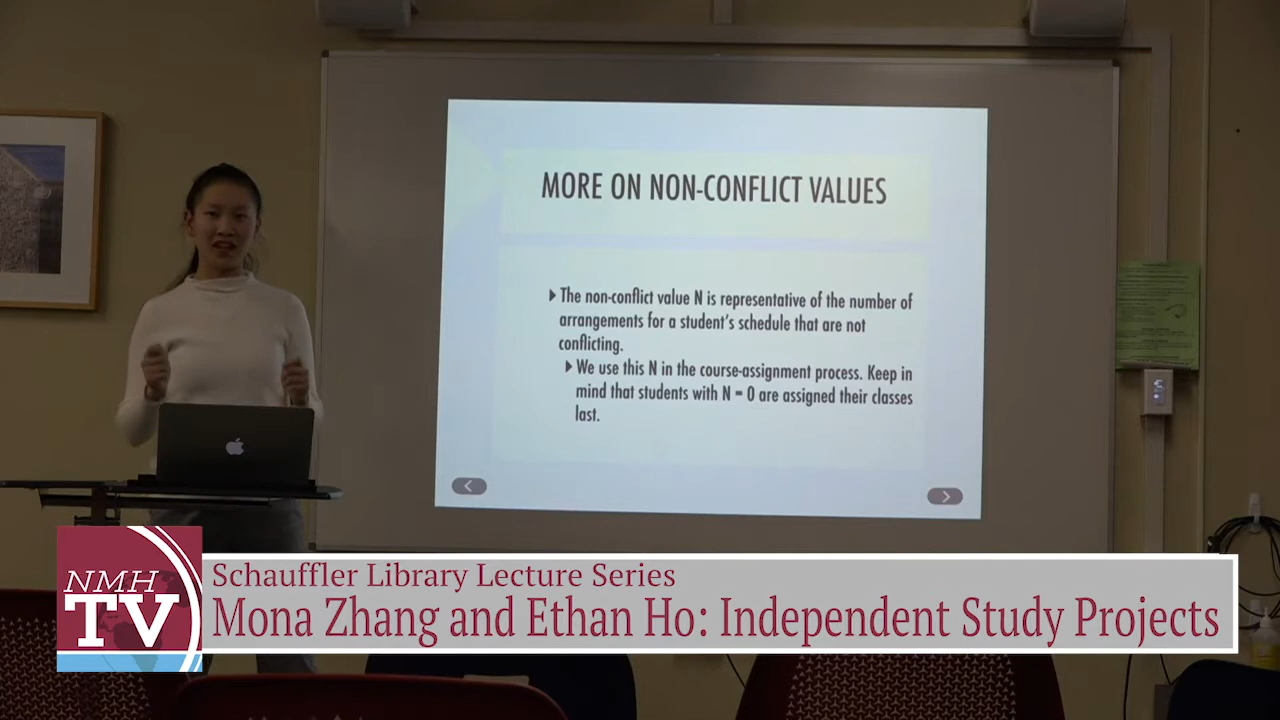 MORE ON NON-CONFLICT VALUES
The non-conflict value N is representative of the number of
arrangements for a student's schedule that are not
conflicting.
We use this N in the course-assignment process. Keep in
mind that students with N = 0 are assigned their classes
last.
NMH
TV
Schauffler Library Lecture Series
Mona Zhang and Ethan Ho: Independent Study Projects